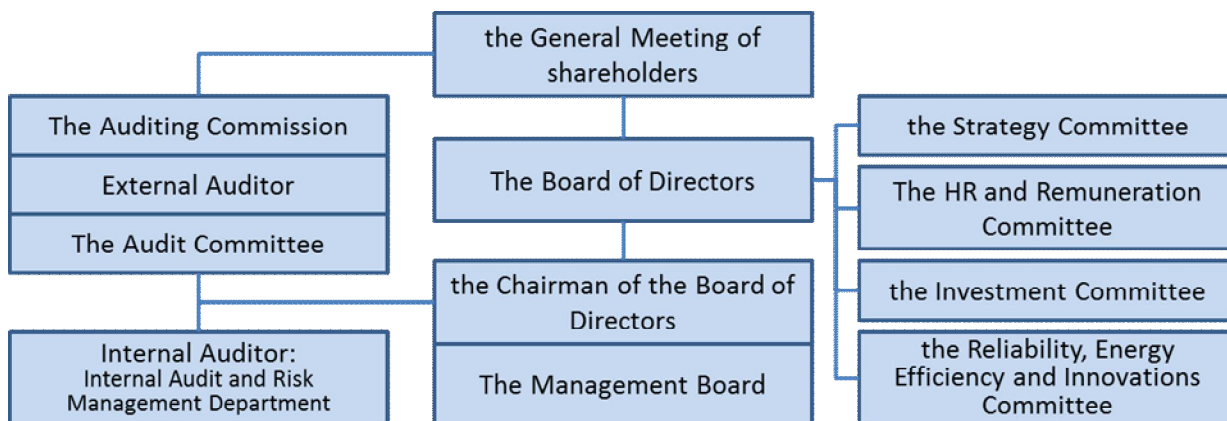 the General Meeting of
shareholders
The Auditing Commission
External Auditor
The Audit Committee
The Board of Directors
the Strategy Committee
The HR and Remuneration
Committee
the Investment Committee
the Reliability, Energy
Efficiency and Innovations
Committee
the Chairman of the Board of
Directors
The Management Board
Internal Auditor:
Internal Audit and Risk
Management Department